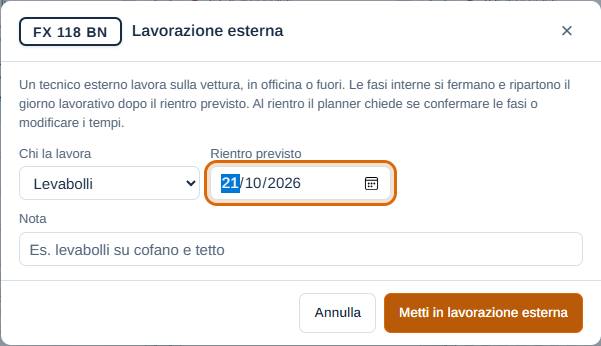 FX 118 BN
Lavorazione esterna
Un tecnico esterno lavora sulla vettura, in officina o fuori. Le fasi interne si fermano e ripartono il
giorno lavorativo dopo il rientro previsto. Al rientro il planner chiede se confermare le fasi o
modificare i tempi.
Chi la lavora
Rientro previsto
Levabolli
21/10/2026
Nota
Es. levabolli su cofano e tetto
Annulla
Metti in lavorazione esterna